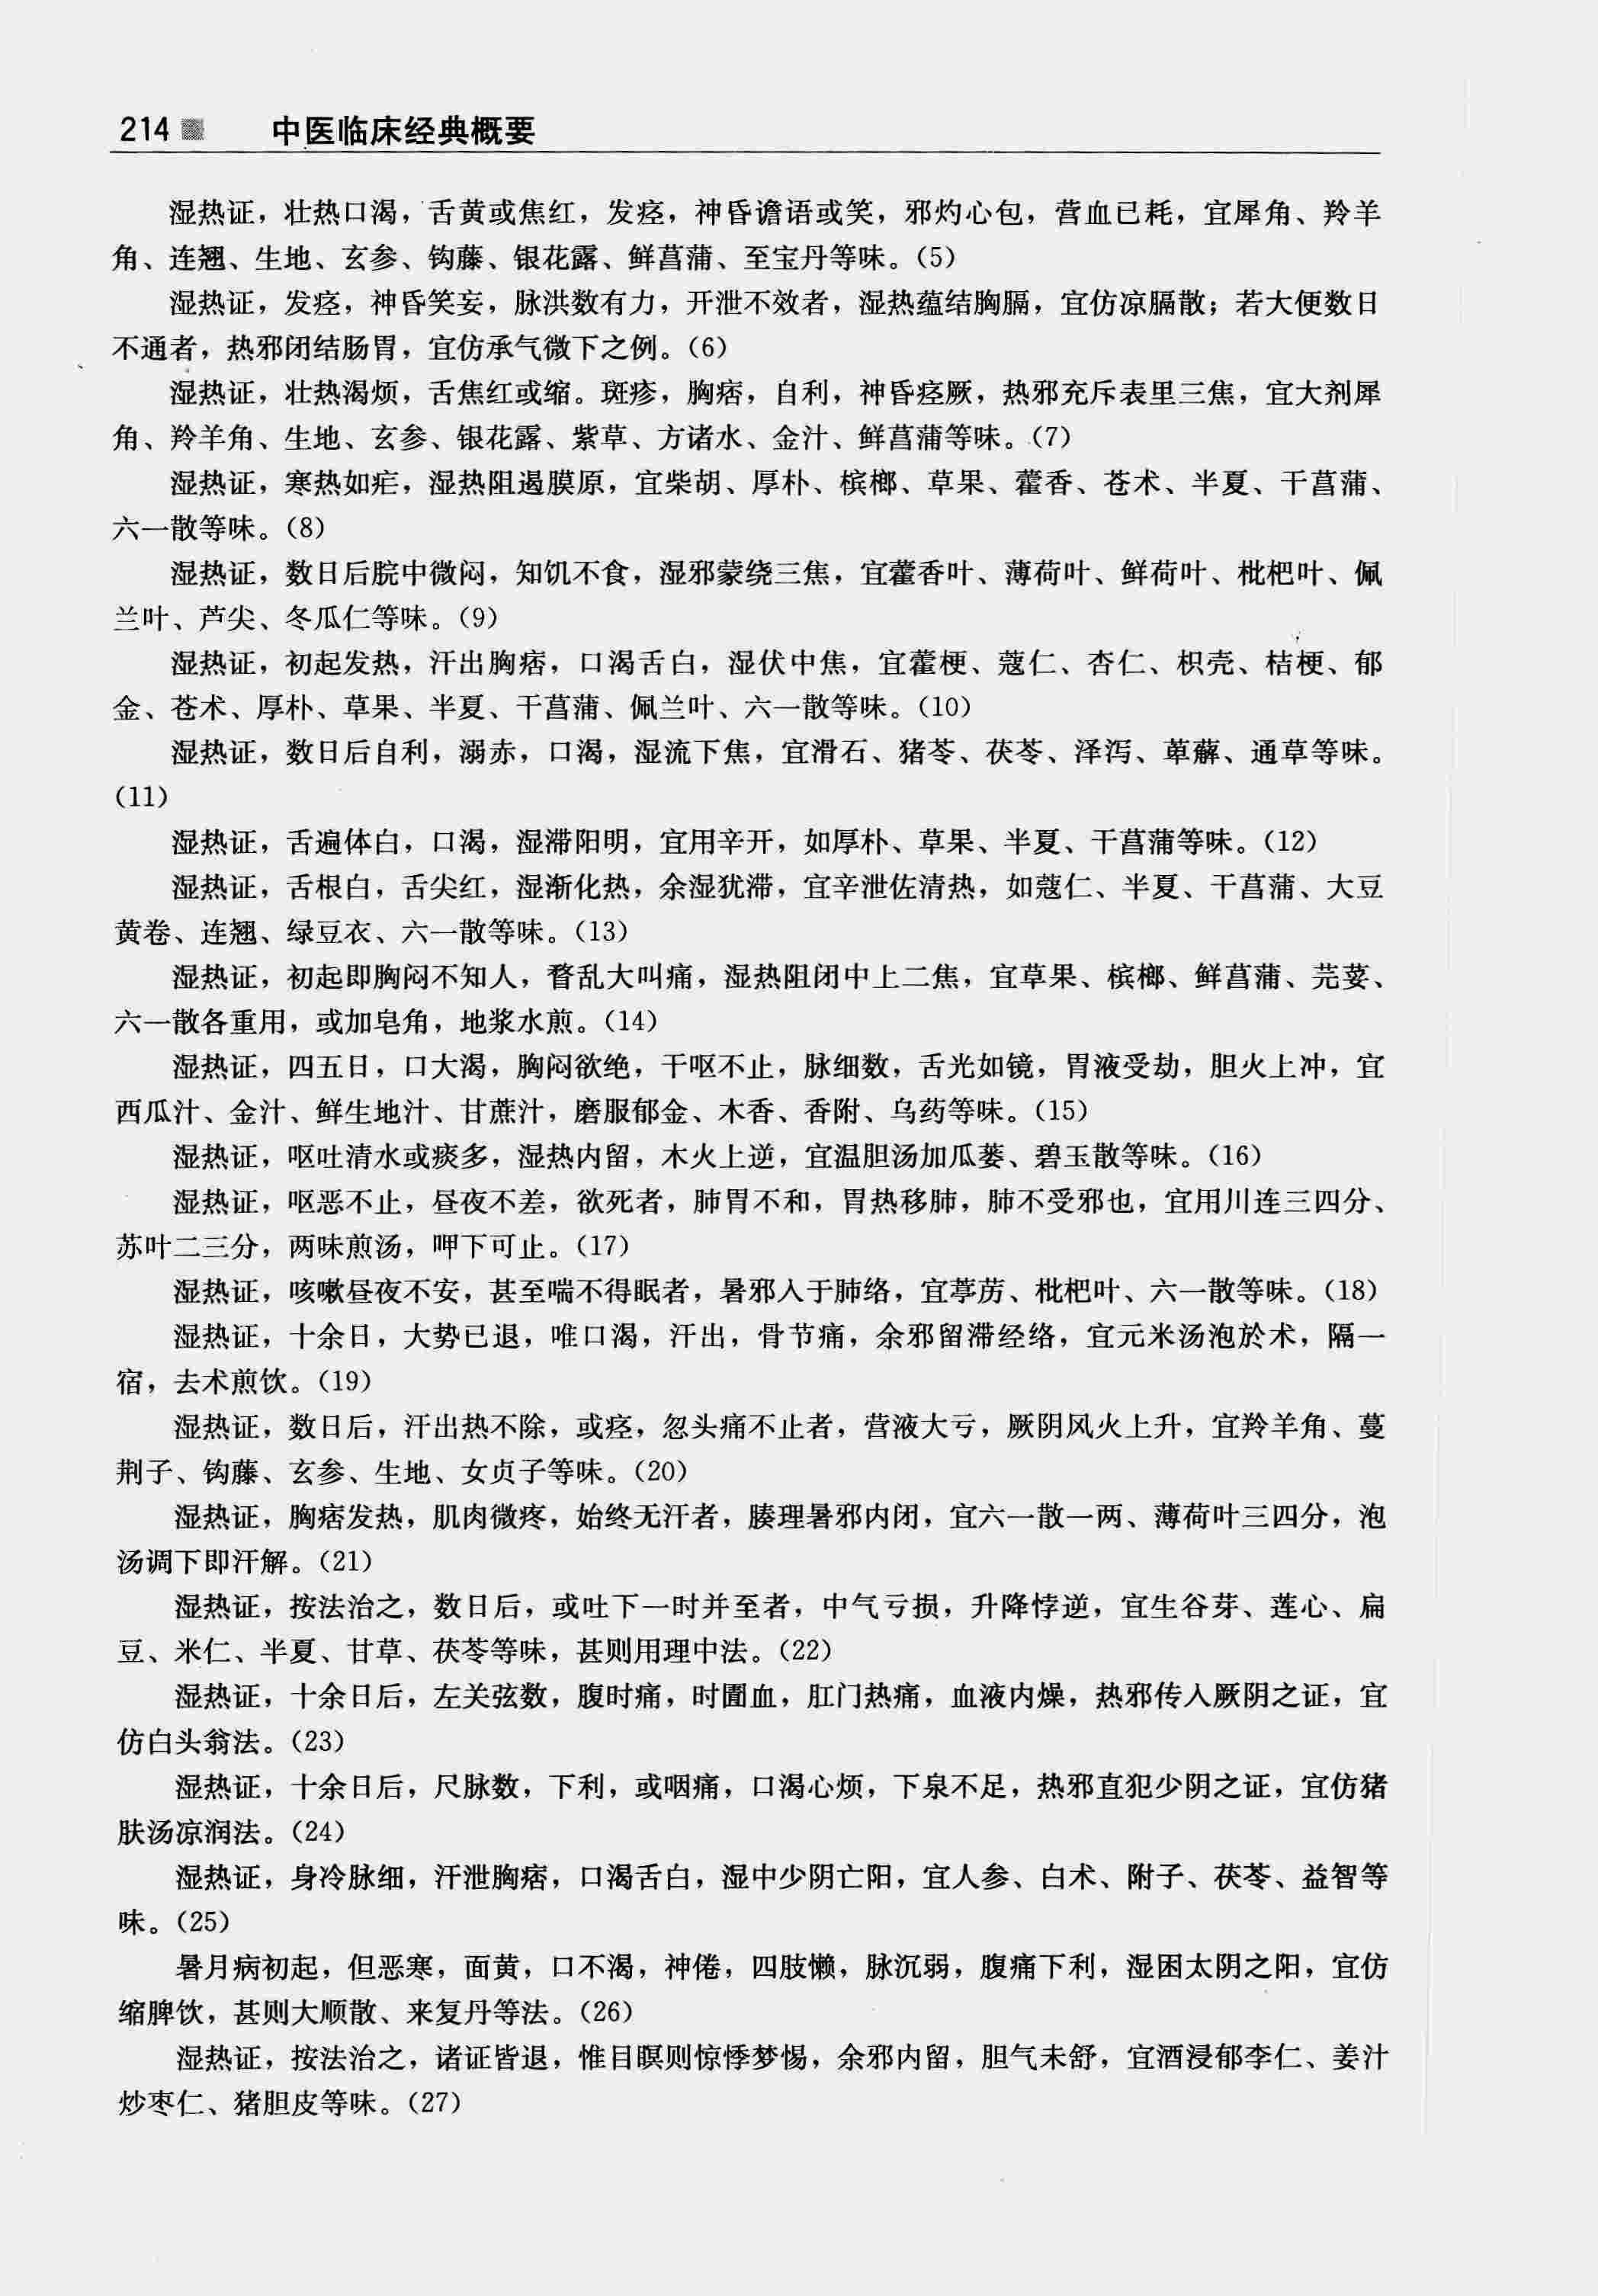 214 中医临床经典概要
湿热证，壮热口渴，舌黄或焦红，发痉，神昏谵语或笑，邪灼心包，营血已耗，宜犀角、羚羊
角、连翘、生地、玄参、钩藤、银花露、鲜菖蒲、至宝丹等味。(5)
湿热证，发痉，神昏笑妄，脉洪数有力，开泄不效者，湿热蕴结胸膈，宜仿凉膈散；若大便数日
不通者，热邪闭结肠胃，宜仿承气微下之例。(6)
湿热证，壮热渴烦，舌焦红或缩。斑疹，胸痞，自利，神昏痉厥，热邪充斥表里三焦，宜大剂犀
角、羚羊角、生地、玄参、银花露、紫草、方诸水、金汁、鲜菖蒲等味。(7)
湿热证，寒热如疟，湿热阻遏膜原，宜柴胡、厚朴、槟榔、草果、藿香、苍术、半夏、干菖蒲、
六一散等味。(8)
湿热证，数日后脘中微闷，知饥不食，湿邪蒙绕三焦，宜藿香叶、薄荷叶、鲜荷叶、枇杷叶、佩
兰叶、芦尖、冬瓜仁等味。(9)
湿热证，初起发热，汗出胸痞，口渴舌白，湿伏中焦，宜藿梗、蔻仁、杏仁、枳壳、桔梗、郁
金、苍术、厚朴、草果、半夏、干菖蒲、佩兰叶、六一散等味。(10)
湿热证，数日后自利，溺赤，口渴，湿流下焦，宜滑石、猪苓、茯苓、泽泻、萆薢、通草等味。
(11)
湿热证，舌遍体白，口渴，湿滞阳明，宜用辛开，如厚朴、草果、半夏、干菖蒲等味。(12)
湿热证，舌根白，舌尖红，湿渐化热，余湿犹滞，宜辛泄佐清热，如蔻仁、半夏、干菖蒲、大豆
黄卷、连翘、绿豆衣、六一散等味。(13)
湿热证，初起即胸闷不知人，瞀乱大叫痛，湿热阻闭中上二焦，宜草果、槟榔、鲜菖蒲、芫荽、
六一散各重用，或加皂角，地浆水煎。(14)
湿热证，四五日，口大渴，胸闷欲绝，干呕不止，脉细数，舌光如镜，胃液受劫，胆火上冲，宜
西瓜汁、金汁、鲜生地汁、甘蔗汁，磨服郁金、木香、香附、乌药等味。(15)
湿热证，呕吐清水或痰多，湿热内留，木火上逆，宜温胆汤加瓜蒌、碧玉散等味。(16)
湿热证，呕恶不止，昼夜不差，欲死者，肺胃不和，胃热移肺，肺不受邪也，宜用川连三四分、
苏叶二三分，两味煎汤，呷下可止。(17)
湿热证，咳嗽昼夜不安，甚至喘不得眠者，暑邪入于肺络，宜葶苈、枇杷叶、六一散等味。(18)
湿热证，十余日，大势已退，唯口渴，汗出，骨节痛，余邪留滞经络，宜元米汤泡於术，隔一
宿，去术煎饮。(19)
湿热证，数日后，汗出热不除，或痉，忽头痛不止者，营液大亏，厥阴风火上升，宜羚羊角、蔓
荆子、钩藤、玄参、生地、女贞子等味。(20)
湿热证，胸痞发热，肌肉微疼，始终无汗者，腠理暑邪内闭，宜六一散一两、薄荷叶三四分，泡
汤调下即汗解。(21)
湿热证，按法治之，数日后，或吐下一时并至者，中气亏损，升降悖逆，宜生谷芽、莲心、扁
豆、米仁、半夏、甘草、茯苓等味，甚则用理中法。(22)
湿热证，十余日后，左关弦数，腹时痛，时圊血，肛门热痛，血液内燥，热邪传入厥阴之证，宜
仿白头翁法。(23)
湿热证，十余日后，尺脉数，下利，或咽痛，口渴心烦，下泉不足，热邪直犯少阴之证，宜仿猪
肤汤凉润法。(24)
湿热证，身冷脉细，汗泄胸痞，口渴舌白，湿中少阴亡阳，宜人参、白术、附子、茯苓、益智等
味。(25)
暑月病初起，但恶寒，面黄，口不渴，神倦，四肢懒，脉沉弱，腹痛下利，湿困太阴之阳，宜仿
缩脾饮，甚则大顺散、来复丹等法。(26)
湿热证，按法治之，诸证皆退，惟目瞑则惊悸梦惕，余邪内留，胆气未舒，宜酒浸郁李仁、姜汁
炒枣仁、猪胆皮等味。(27)